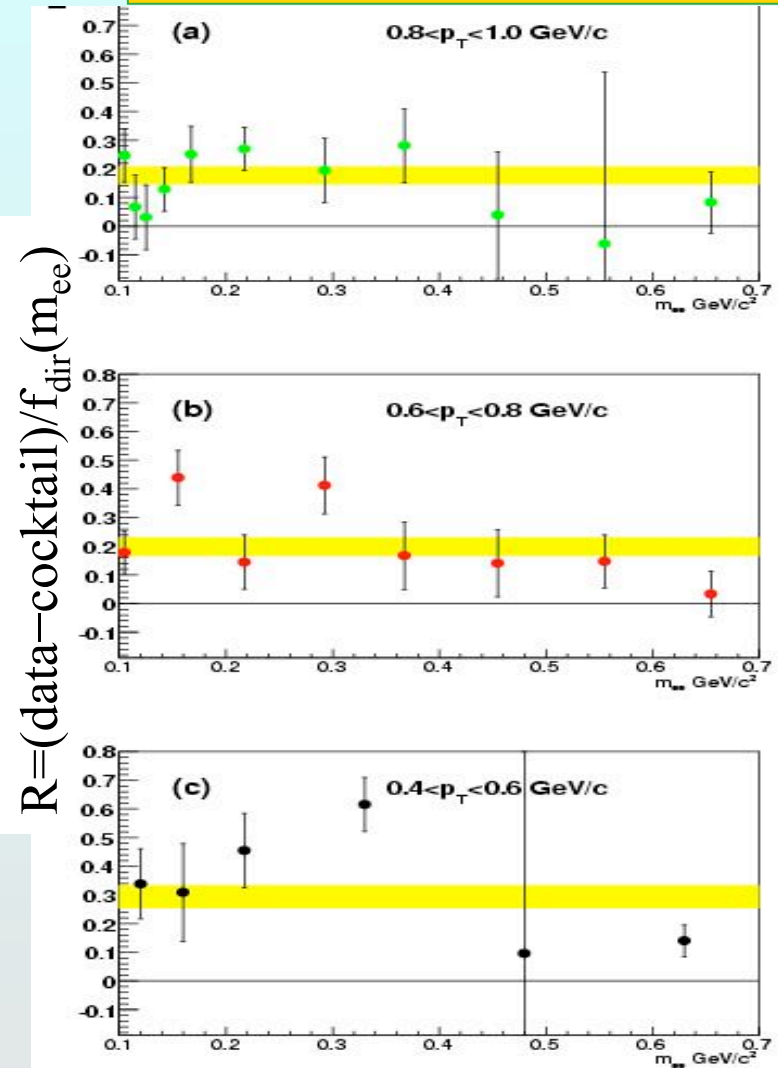 R=(data−cocktail)/f_dir(m_ee)
(a) 0.8<p_T<1.0 GeV/c
0.7
0.6
0.5
0.4
0.3
0.2
0.1
0
-0.1
0.1 0.2 0.3 0.4 0.5 0.6 0.7
m_ee GeV/c²
(b) 0.6<p_T<0.8 GeV/c
0.8
0.7
0.6
0.5
0.4
0.3
0.2
0.1
0
-0.1
0.1 0.2 0.3 0.4 0.5 0.6 0.7
m_ee GeV/c²
(c) 0.4<p_T<0.6 GeV/c
0.8
0.7
0.6
0.5
0.4
0.3
0.2
0.1
0
-0.1
0.1 0.2 0.3 0.4 0.5 0.6 0.7
m_ee GeV/c²